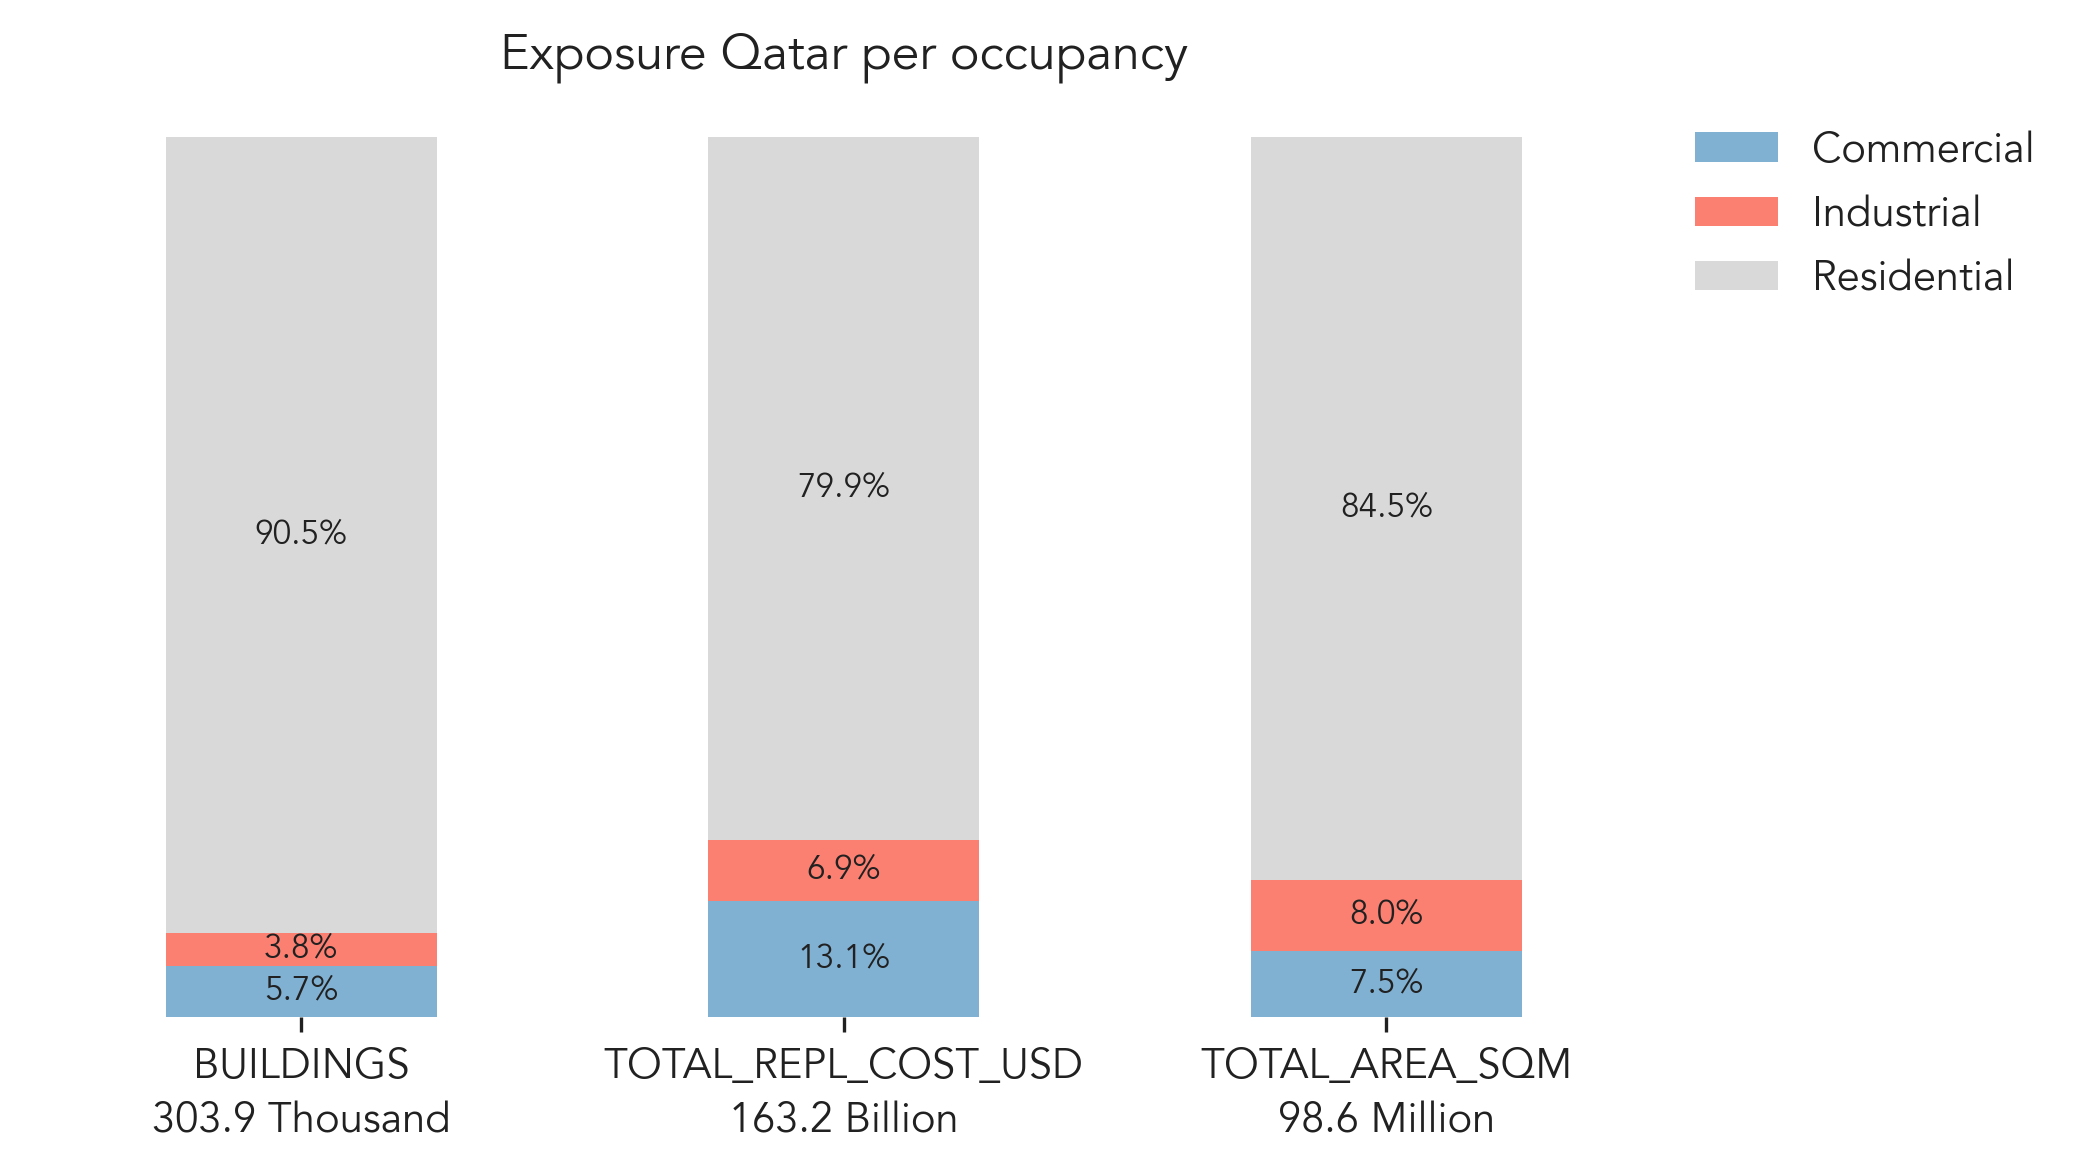 Exposure Qatar per occupancy
Commercial
Industrial
Residential
90.5%
3.8%
5.7%
79.9%
6.9%
13.1%
84.5%
8.0%
7.5%
BUILDINGS
303.9 Thousand
TOTAL_REPL_COST_USD
163.2 Billion
TOTAL_AREA_SQM
98.6 Million